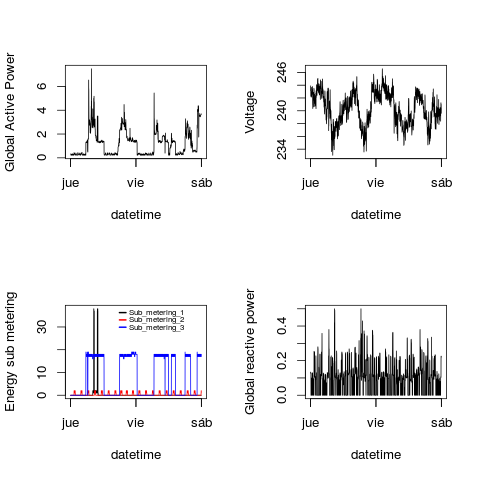 Global Active Power
0 2 4 6
jue vie sáb
datetime
Voltage
234 240 246
jue vie sáb
datetime
Energy sub metering
0 10 30
Sub_metering_1
Sub_metering_2
Sub_metering_3
jue vie sáb
datetime
Global reactive power
0.0 0.2 0.4
jue vie sáb
datetime